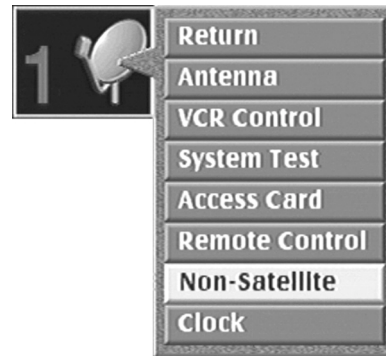 1
Return
Antenna
VCR Control
System Test
Access Card
Remote Control
Non-Satellite
Clock